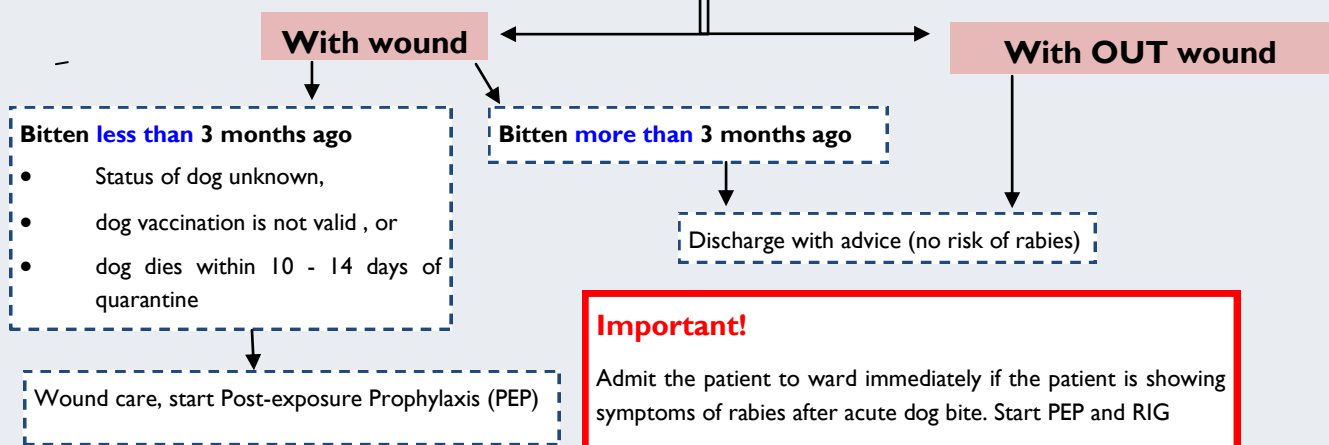 With wound
With OUT wound
Bitten less than 3 months ago
• Status of dog unknown,
• dog vaccination is not valid , or
• dog dies within 10 - 14 days of
quarantine
Bitten more than 3 months ago
Discharge with advice (no risk of rabies)
Wound care, start Post-exposure Prophylaxis (PEP)
Important!
Admit the patient to ward immediately if the patient is showing
symptoms of rabies after acute dog bite. Start PEP and RIG